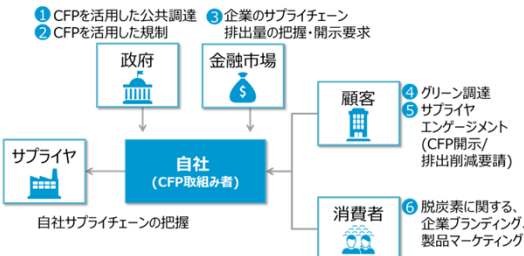 ❶ CFPを活用した公共調達
❷ CFPを活用した規制
❸ 企業のサプライチェーン
排出量の把握・開示要求
政府
金融市場
$
顧客
❹ グリーン調達
❺ サプライヤ
エンゲージメント
(CFP開示/
排出削減要請)
サプライヤ
自社
(CFP取組み者)
自社サプライチェーンの把握
消費者
❻ 脱炭素に関する、
企業ブランディング、
製品マーケティング